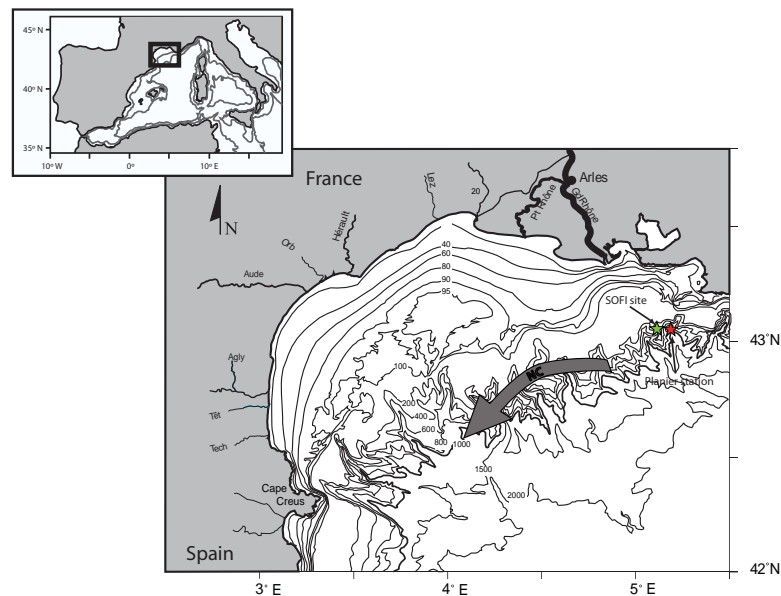 45° N
40° N
35° N
10° W
0°
10° E
France
Arles
Lez
20
Pt Rhône
Gd Rhône
N
Hérault
Orb
Aude
40
60
80
90
95
SOFI site
43°N
Agly
100
NC
Planier station
Têt
200
400
600
800
1000
Tech
1500
2000
Cape
Creus
Spain
42°N
3° E
4° E
5° E